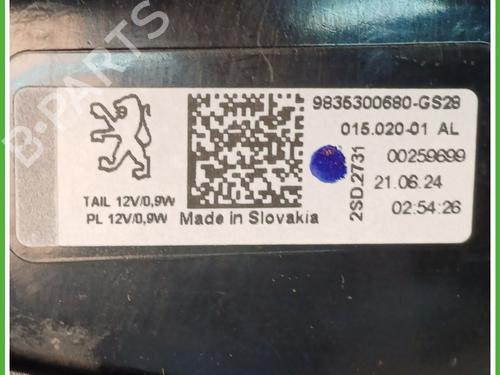 B-PARTS
9835300680-GS28
015.020-01 AL
00259699
2SD.2731
21.06.24
02:54:26
TAIL 12V/0,9W
PL 12V/0,9W
Made in Slovakia